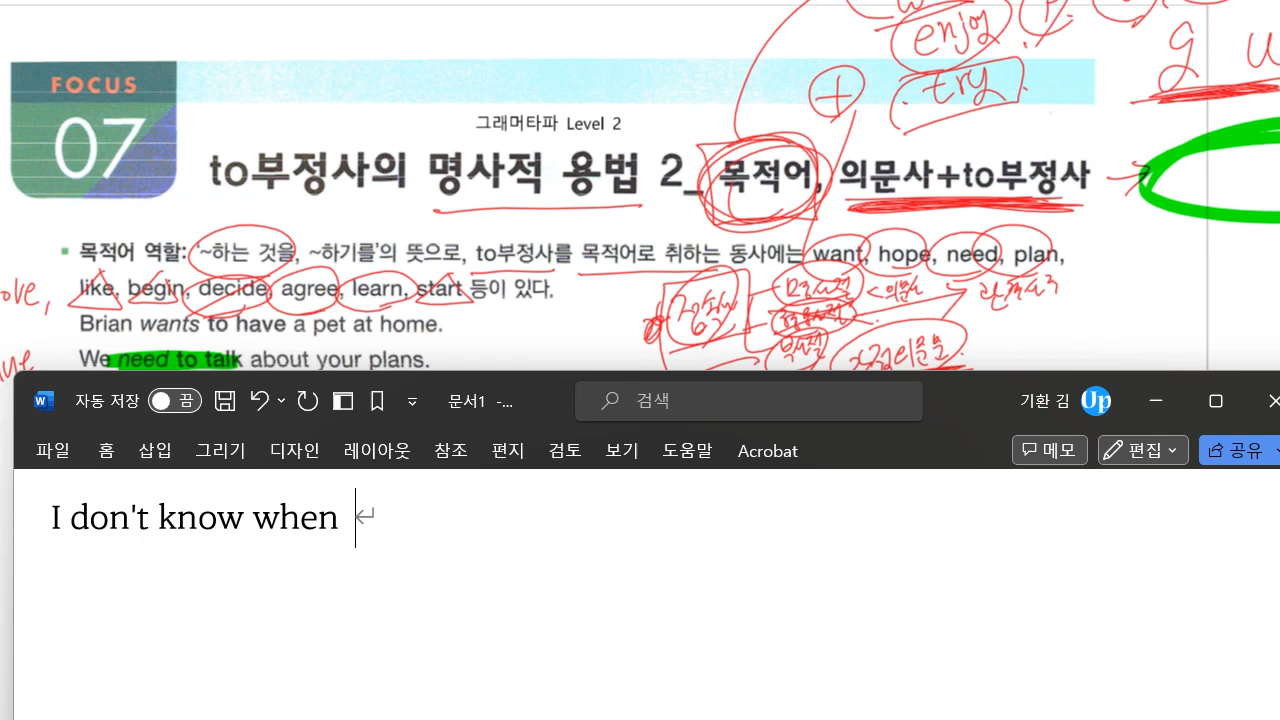 enjoy
try
g
+
FOCUS
07
그래머타파 Level 2
to부정사의 명사적 용법 2_ 목적어, 의문사+to부정사
목적어 역할: '~하는 것을, ~하기를'의 뜻으로, to부정사를 목적어로 취하는 동사에는 want, hope, need, plan,
like, begin, decide, agree, learn, start 등이 있다.
명사절 <의문사
Brian wants to have a pet at home.
We need to talk about your plans.
자동 저장 끔 문서1 -... 검색 기환 김 Up
파일 홈 삽입 그리기 디자인 레이아웃 참조 편지 검토 보기 도움말 Acrobat 메모 편집 공유
I don't know when